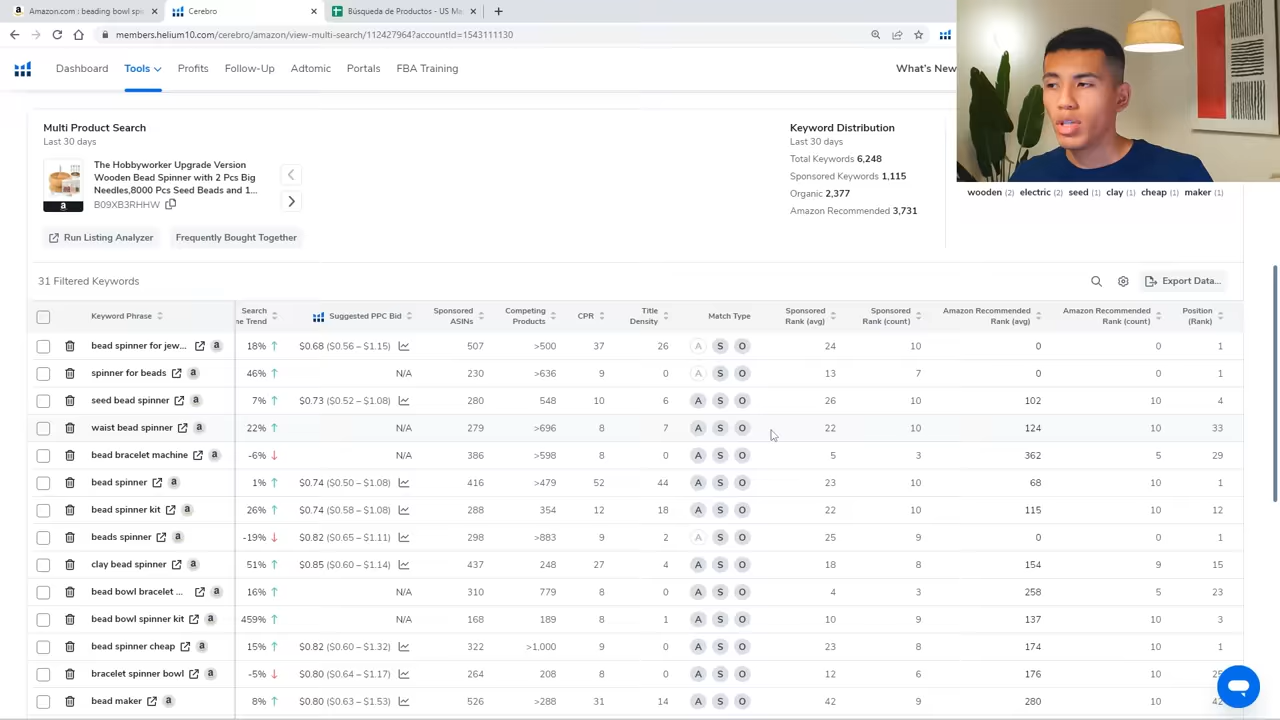 Amazon.com : beading bowl spi
Cerebro
Búsqueda de Productos - US Ma
members.helium10.com/cerebro/amazon/view-multi-search/112427964?accountId=1543111130
Dashboard Tools Profits Follow-Up Adtomic Portals FBA Training What's New
Multi Product Search
Last 30 days
The Hobbyworker Upgrade Version
Wooden Bead Spinner with 2 Pcs Big
Needles,8000 Pcs Seed Beads and 1...
B09XB3RHHW
Run Listing Analyzer Frequently Bought Together
Keyword Distribution
Last 30 days
Total Keywords 6,248
Sponsored Keywords 1,115
Organic 2,377
Amazon Recommended 3,731
wooden (2) electric (2) seed (1) clay (1) cheap (1) maker (1)
31 Filtered Keywords Export Data...
Keyword Phrase Search me Trend Suggested PPC Bid Sponsored ASINs Competing Products CPR Title Density Match Type Sponsored Rank (avg) Sponsored Rank (count) Amazon Recommended Rank (avg) Amazon Recommended Rank (count) Position (Rank)
bead spinner for jew... a 18% $0.68 ($0.56 – $1.15) 507 >500 37 26 A S O 24 10 0 0 1
spinner for beads a 46% N/A 230 >636 9 0 A S O 13 7 0 0 1
seed bead spinner a 7% $0.73 ($0.52 – $1.08) 280 548 10 6 A S O 26 10 102 10 4
waist bead spinner a 22% N/A 279 >696 8 7 A S O 22 10 124 10 33
bead bracelet machine a -6% N/A 386 >598 8 0 A S O 5 3 362 5 29
bead spinner a 1% $0.74 ($0.50 – $1.08) 416 >479 52 44 A S O 23 10 68 10 1
bead spinner kit a 26% $0.74 ($0.58 – $1.08) 288 354 12 18 A S O 22 10 115 10 12
beads spinner a -19% $0.82 ($0.65 – $1.11) 298 >883 9 2 A S O 25 9 0 0 1
clay bead spinner a 51% $0.85 ($0.60 – $1.14) 437 248 27 4 A S O 18 8 154 9 15
bead bowl bracelet ... a 16% N/A 310 779 8 0 A S O 4 3 258 5 23
bead bowl spinner kit a 459% N/A 168 189 8 1 A S O 10 9 137 10 3
bead spinner cheap a 15% $0.82 ($0.60 – $1.32) 322 >1,000 9 0 A S O 23 8 174 10 1
bracelet spinner bowl a -5% $0.80 ($0.64 – $1.17) 264 208 8 0 A S O 12 6 176 10
bead maker a 8% $0.80 ($0.63 – $1.53) 526 >288 31 14 A S O 42 9 280 10